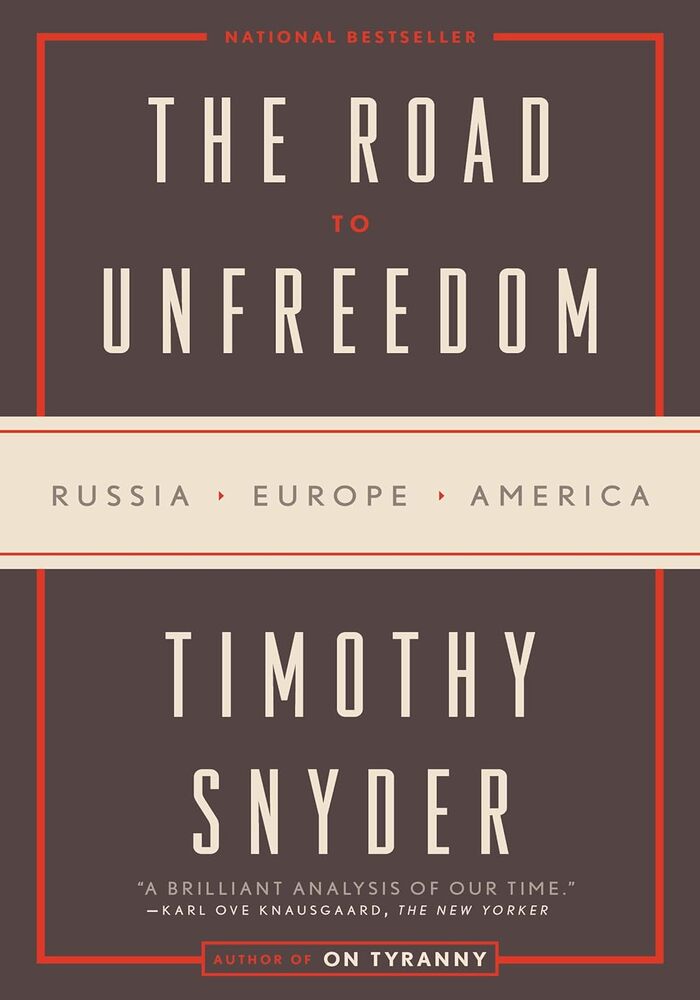 NATIONAL BESTSELLER
THE ROAD
TO
UNFREEDOM
RUSSIA EUROPE AMERICA
TIMOTHY
SNYDER
“A BRILLIANT ANALYSIS OF OUR TIME.”
—KARL OVE KNAUSGAARD, THE NEW YORKER
AUTHOR OF ON TYRANNY